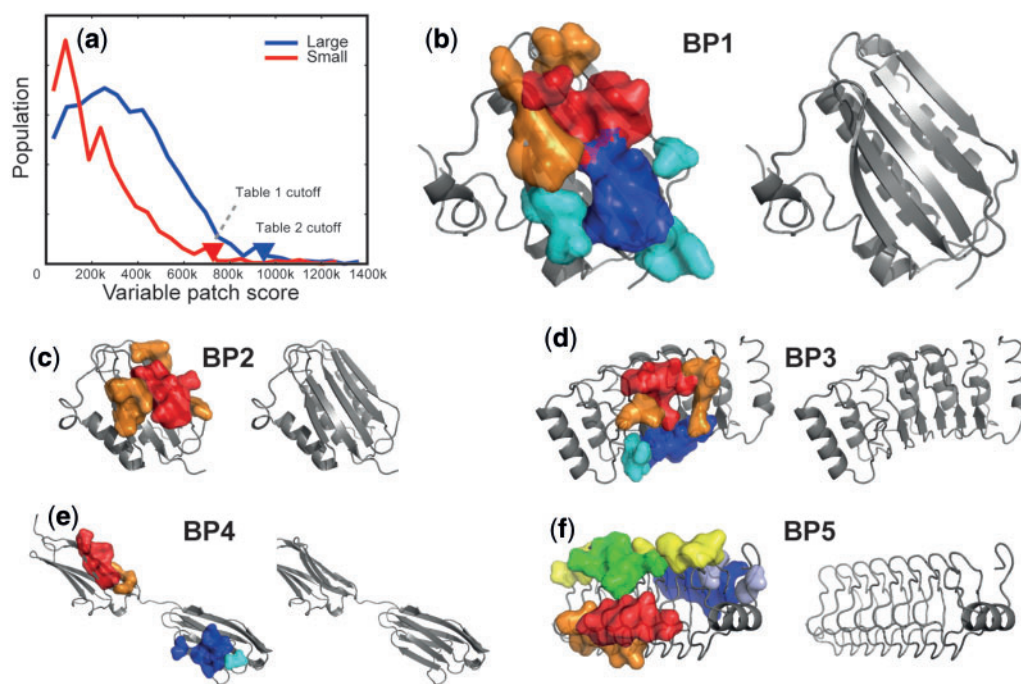 (a)
Large
Small
Population
Table 1 cutoff
Table 2 cutoff
0 200k 400k 600k 800k 1000k 1200k 1400k
Variable patch score
(b)
BP1
(c)
BP2
(d)
BP3
(e)
BP4
(f)
BP5